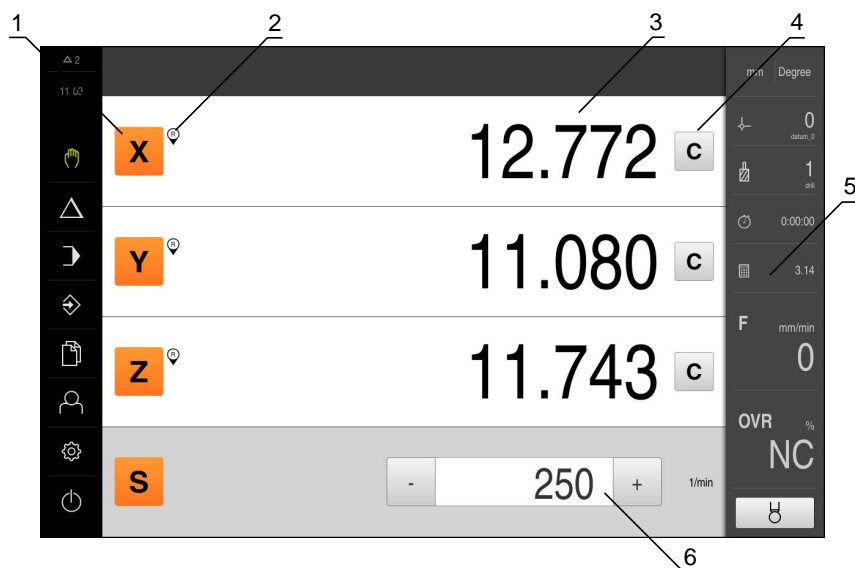 1
2
3
4
5
6
2
11
mm Degree
X R 12.772 C
Y R 11.080 C
Z R 11.743 C
S - 250 + 1/min
0
datum_0
1
drill
0:00:00
3.14
F mm/min
0
OVR %
NC